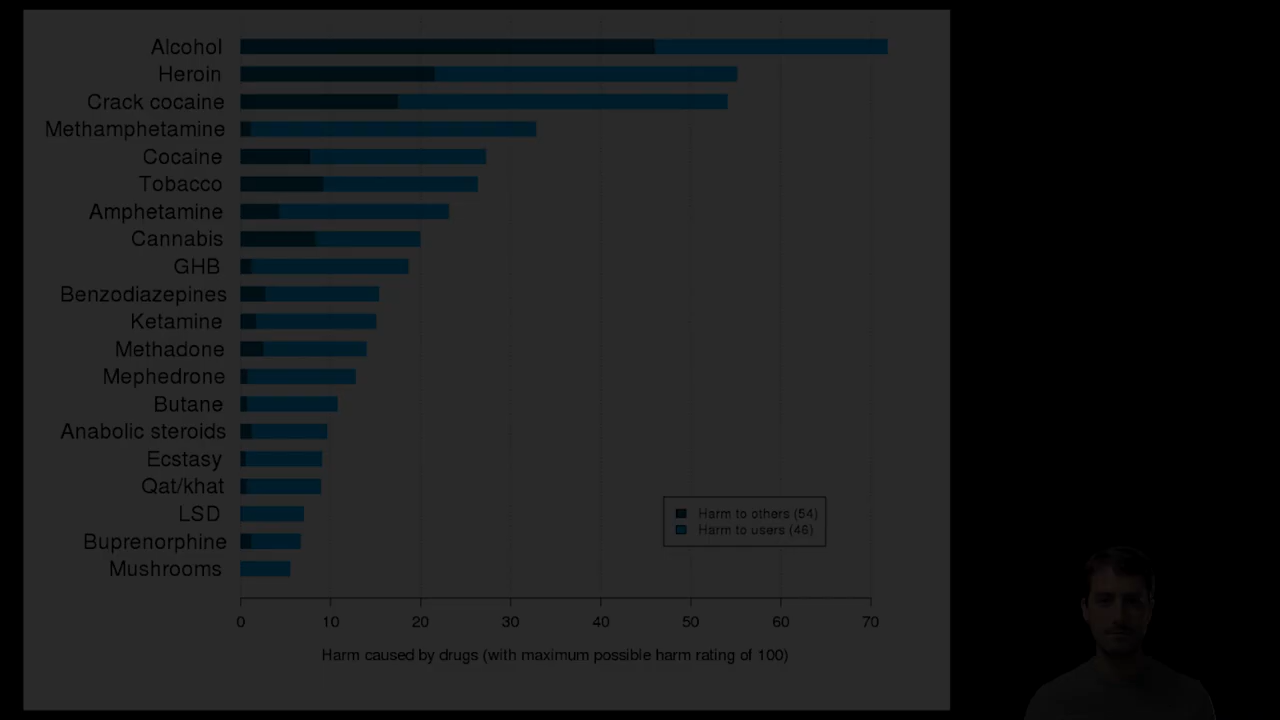 Alcohol
Heroin
Crack cocaine
Methamphetamine
Cocaine
Tobacco
Amphetamine
Cannabis
GHB
Benzodiazepines
Ketamine
Methadone
Mephedrone
Butane
Anabolic steroids
Ecstasy
Qat/khat
LSD
Buprenorphine
Mushrooms
Harm to others (54)
Harm to users (46)
0 10 20 30 40 50 60 70
Harm caused by drugs (with maximum possible harm rating of 100)